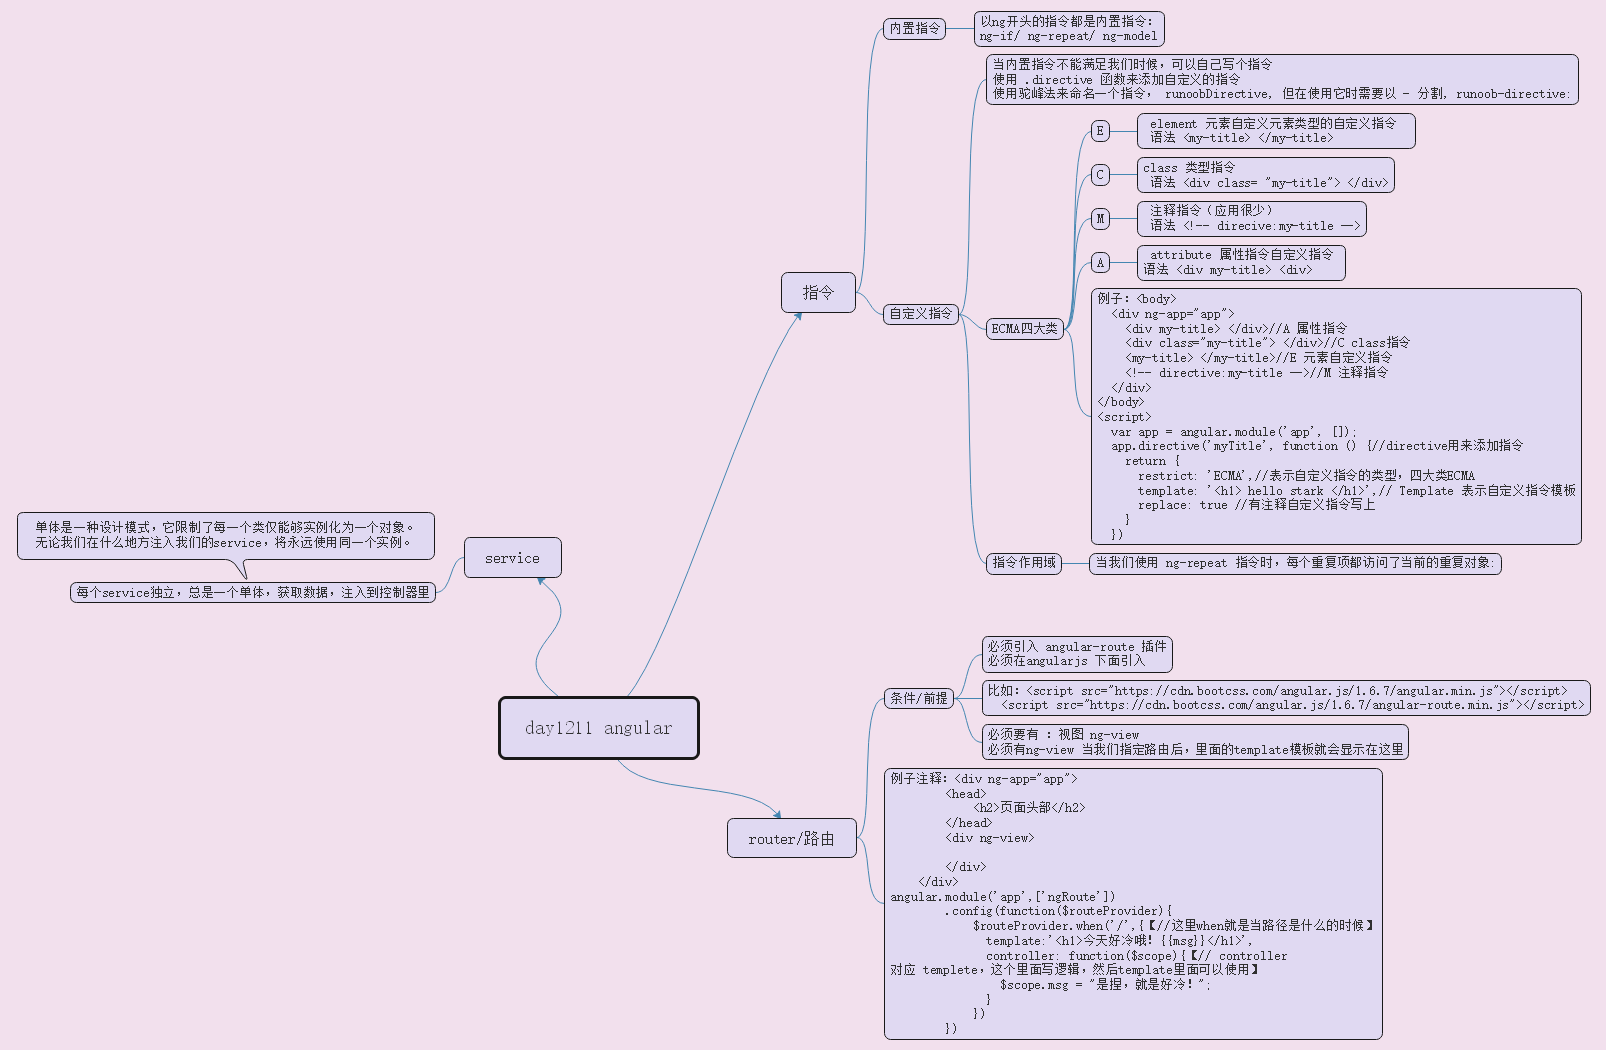 内置指令
以ng开头的指令都是内置指令：
ng-if/ ng-repeat/ ng-model
当内置指令不能满足我们时候，可以自己写个指令
使用 .directive 函数来添加自定义的指令
使用驼峰法来命名一个指令， runoobDirective, 但在使用它时需要以 - 分割, runoob-directive:
E
element 元素自定义元素类型的自定义指令
语法 <my-title> </my-title>
C
class 类型指令
语法 <div class= "my-title"> </div>
M
注释指令（应用很少）
语法 <!-- direcive:my-title —>
A
attribute 属性指令自定义指令
语法 <div my-title> <div>
指令
自定义指令
ECMA四大类
例子：<body>
<div ng-app="app">
<div my-title> </div>//A 属性指令
<div class="my-title"> </div>//C class指令
<my-title> </my-title>//E 元素自定义指令
<!-- directive:my-title —>//M 注释指令
</div>
</body>
<script>
var app = angular.module('app', []);
app.directive('myTitle', function () {//directive用来添加指令
return {
restrict: 'ECMA',//表示自定义指令的类型，四大类ECMA
template: '<h1> hello stark </h1>',// Template 表示自定义指令模板
replace: true //有注释自定义指令写上
}
})
指令作用域
当我们使用 ng-repeat 指令时，每个重复项都访问了当前的重复对象:
单体是一种设计模式，它限制了每一个类仅能够实例化为一个对象。
无论我们在什么地方注入我们的service，将永远使用同一个实例。
service
每个service独立，总是一个单体，获取数据，注入到控制器里
day1211 angular
router/路由
条件/前提
必须引入 angular-route 插件
必须在angularjs 下面引入
比如：<script src="https://cdn.bootcss.com/angular.js/1.6.7/angular.min.js"></script>
<script src="https://cdn.bootcss.com/angular.js/1.6.7/angular-route.min.js"></script>
必须要有 ：视图 ng-view
必须有ng-view 当我们指定路由后，里面的template模板就会显示在这里
例子注释：<div ng-app="app">
<head>
<h2>页面头部</h2>
</head>
<div ng-view>
</div>
</div>
angular.module('app',['ngRoute'])
.config(function($routeProvider){
$routeProvider.when('/',{【//这里when就是当路径是什么的时候】
template:'<h1>今天好冷哦！{{msg}}</h1>',
controller: function($scope){【// controller
对应 templete，这个里面写逻辑，然后template里面可以使用】
$scope.msg = "是捏，就是好冷！";
}
})
})